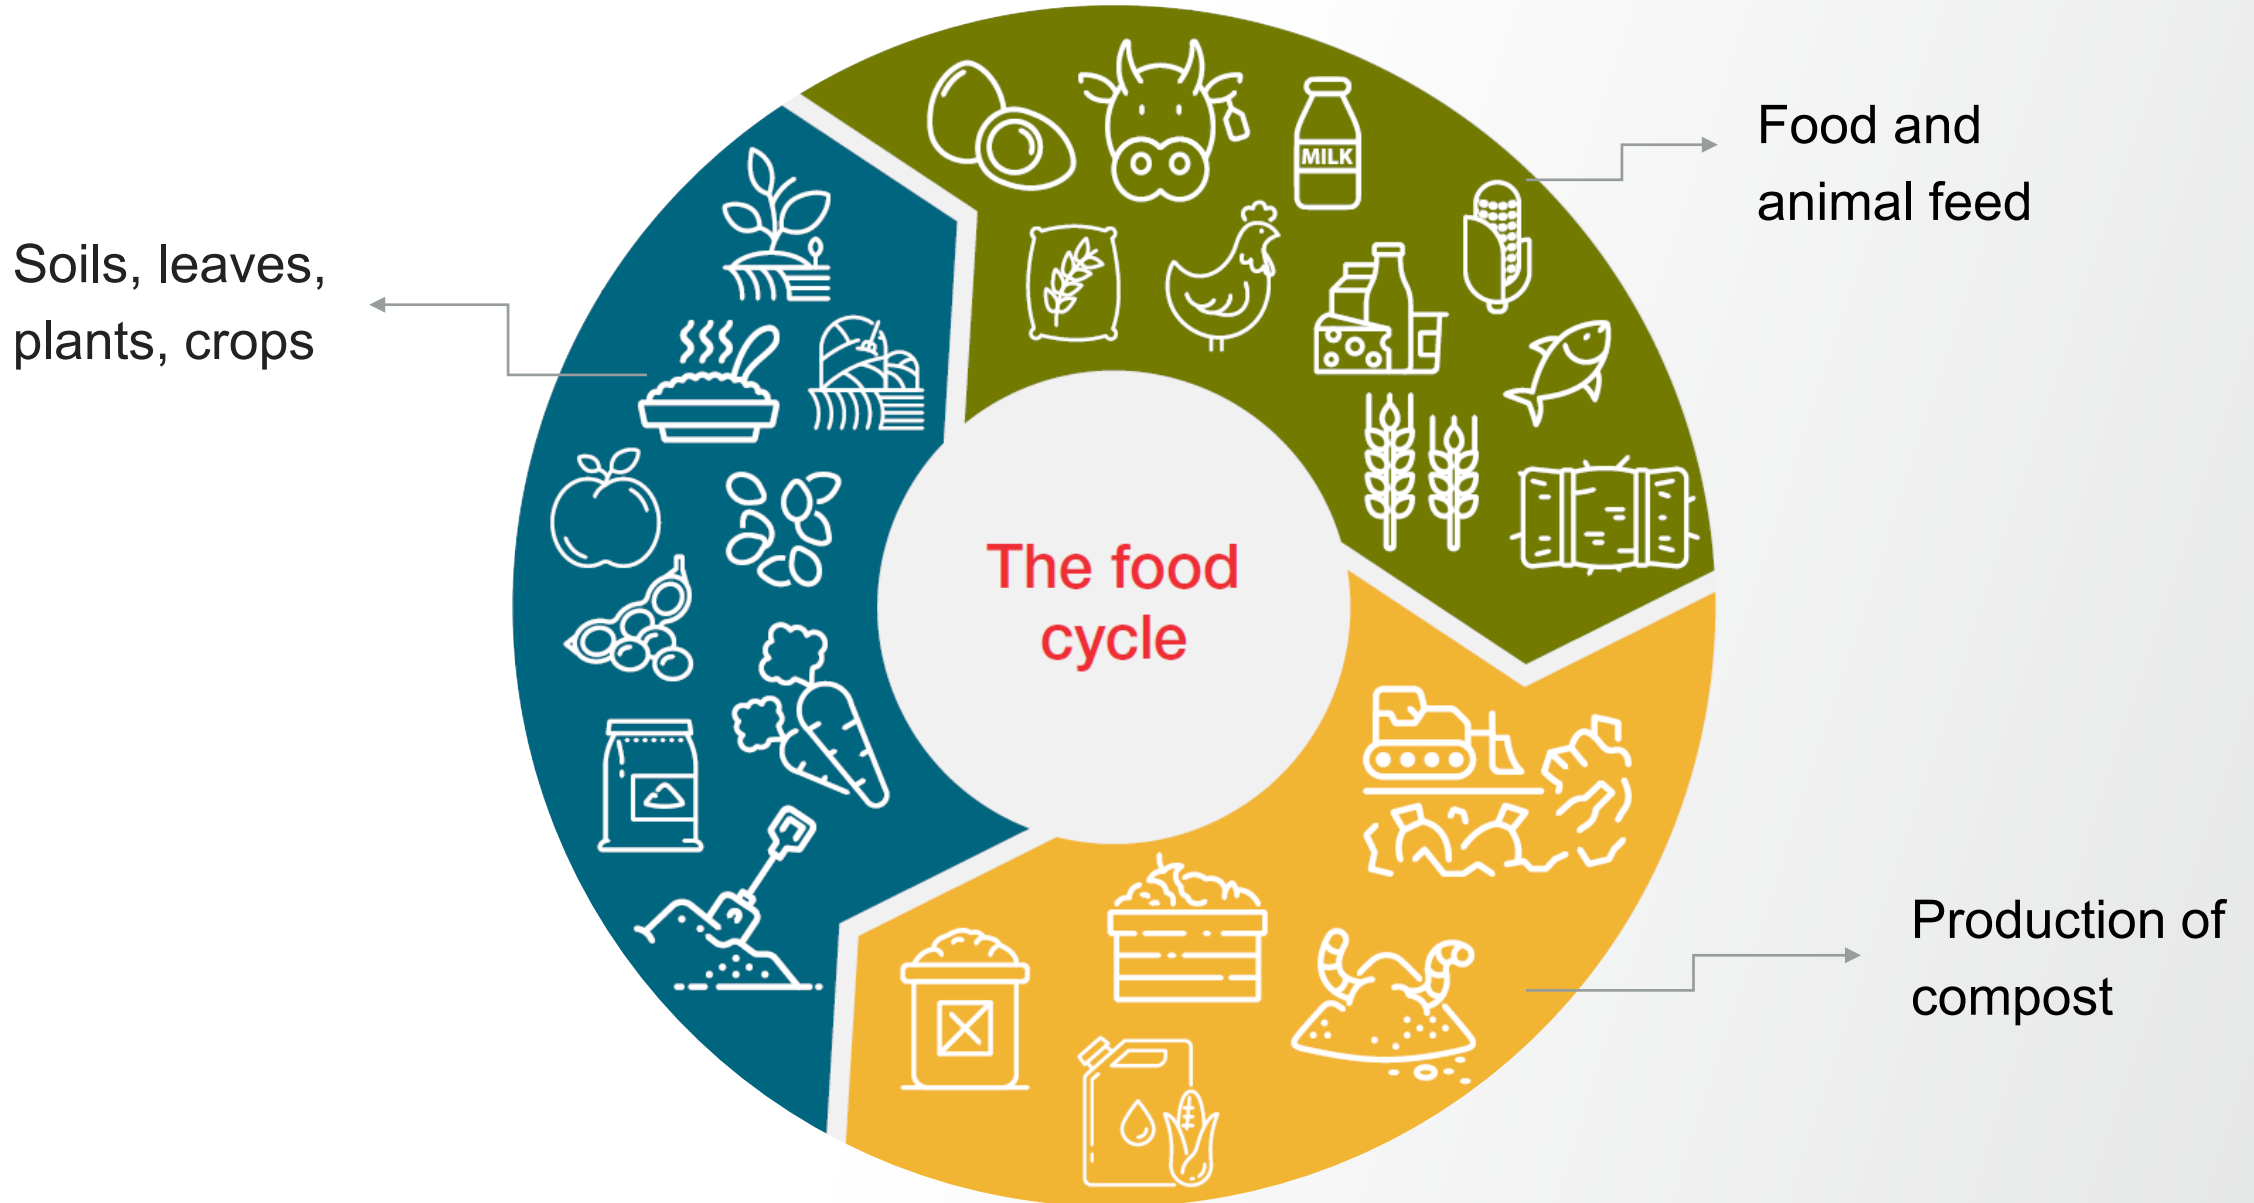 Food and
animal feed
MILK
Soils, leaves,
plants, crops
The food
cycle
Production of
compost